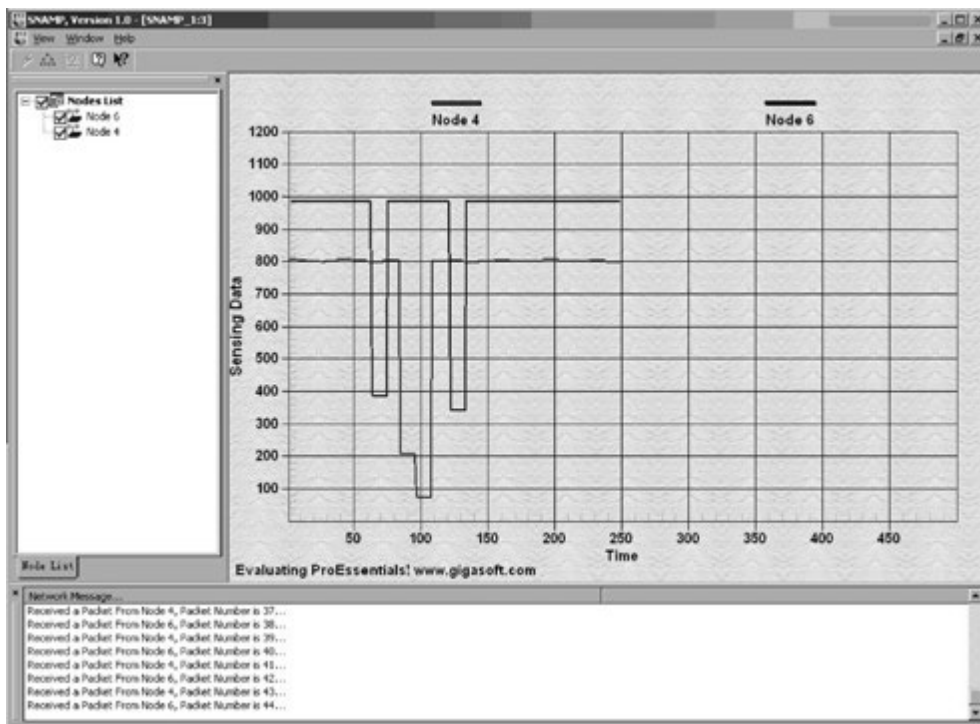 SNAMP, Version 1.0 - [SNAMP_1:1]
View Window Help
Nodes List
Node 6
Node 4
Node List
Node 4
Node 6
1200
1100
1000
900
800
700
600
500
400
300
200
100
Sensing Data
50
100
150
200
250
300
350
400
450
Time
Evaluating ProEssentials! www.gigasoft.com
Network Message...
Received a Packet From Node 4, Packet Number is 37...
Received a Packet From Node 6, Packet Number is 38...
Received a Packet From Node 4, Packet Number is 39...
Received a Packet From Node 6, Packet Number is 40...
Received a Packet From Node 4, Packet Number is 41...
Received a Packet From Node 6, Packet Number is 42...
Received a Packet From Node 4, Packet Number is 43...
Received a Packet From Node 6, Packet Number is 44...